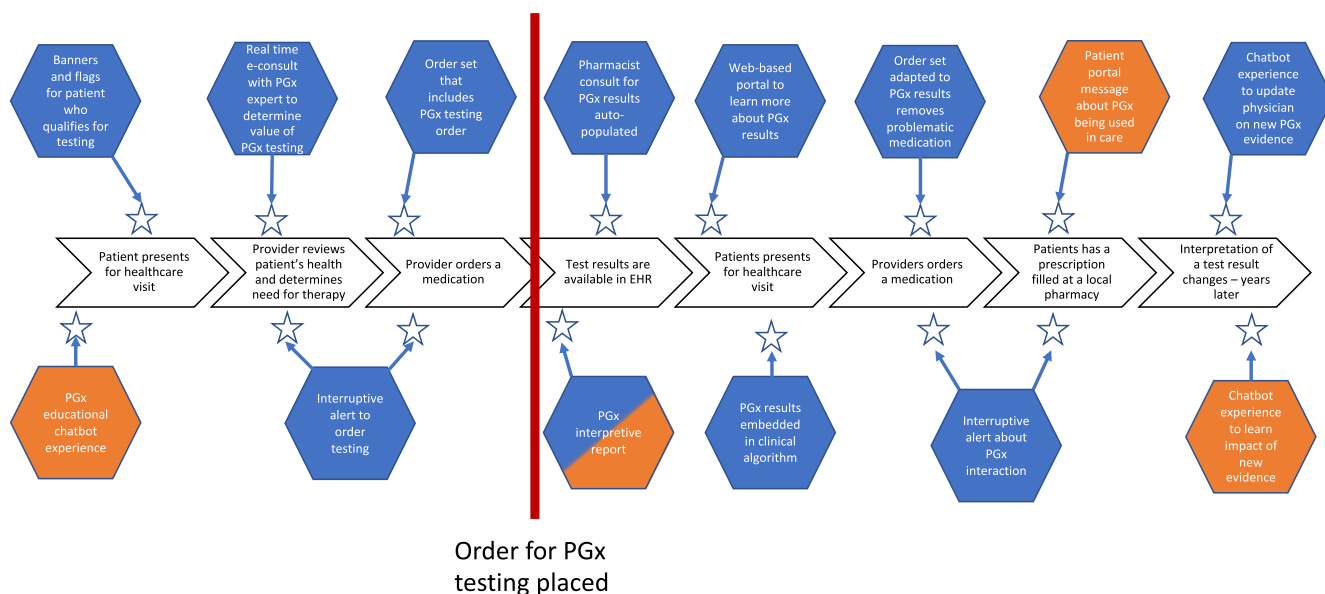 Banners
and flags
for patient
who
qualifies for
testing
Real time
e-consult
with PGx
expert to
determine
value of
PGx testing
Order set
that
includes
PGx testing
order
Pharmacist
consult for
PGx results
auto-
populated
Web-based
portal to
learn more
about PGx
results
Order set
adapted to
PGx results
removes
problematic
medication
Patient
portal
message
about PGx
being used
in care
Chatbot
experience
to update
physician
on new PGx
evidence
Patient presents
for healthcare
visit
Provider reviews
patient's health
and determines
need for therapy
Provider orders a
medication
Test results are
available in EHR
Patients presents
for healthcare
visit
Providers orders
a medication
Patients has a
prescription
filled at a local
pharmacy
Interpretation of
a test result
changes – years
later
PGx
educational
chatbot
experience
Interruptive
alert to
order
testing
PGx
interpretive
report
PGx results
embedded
in clinical
algorithm
Interruptive
alert about
PGx
interaction
Chatbot
experience
to learn
impact of
new
evidence
Order for PGx
testing placed